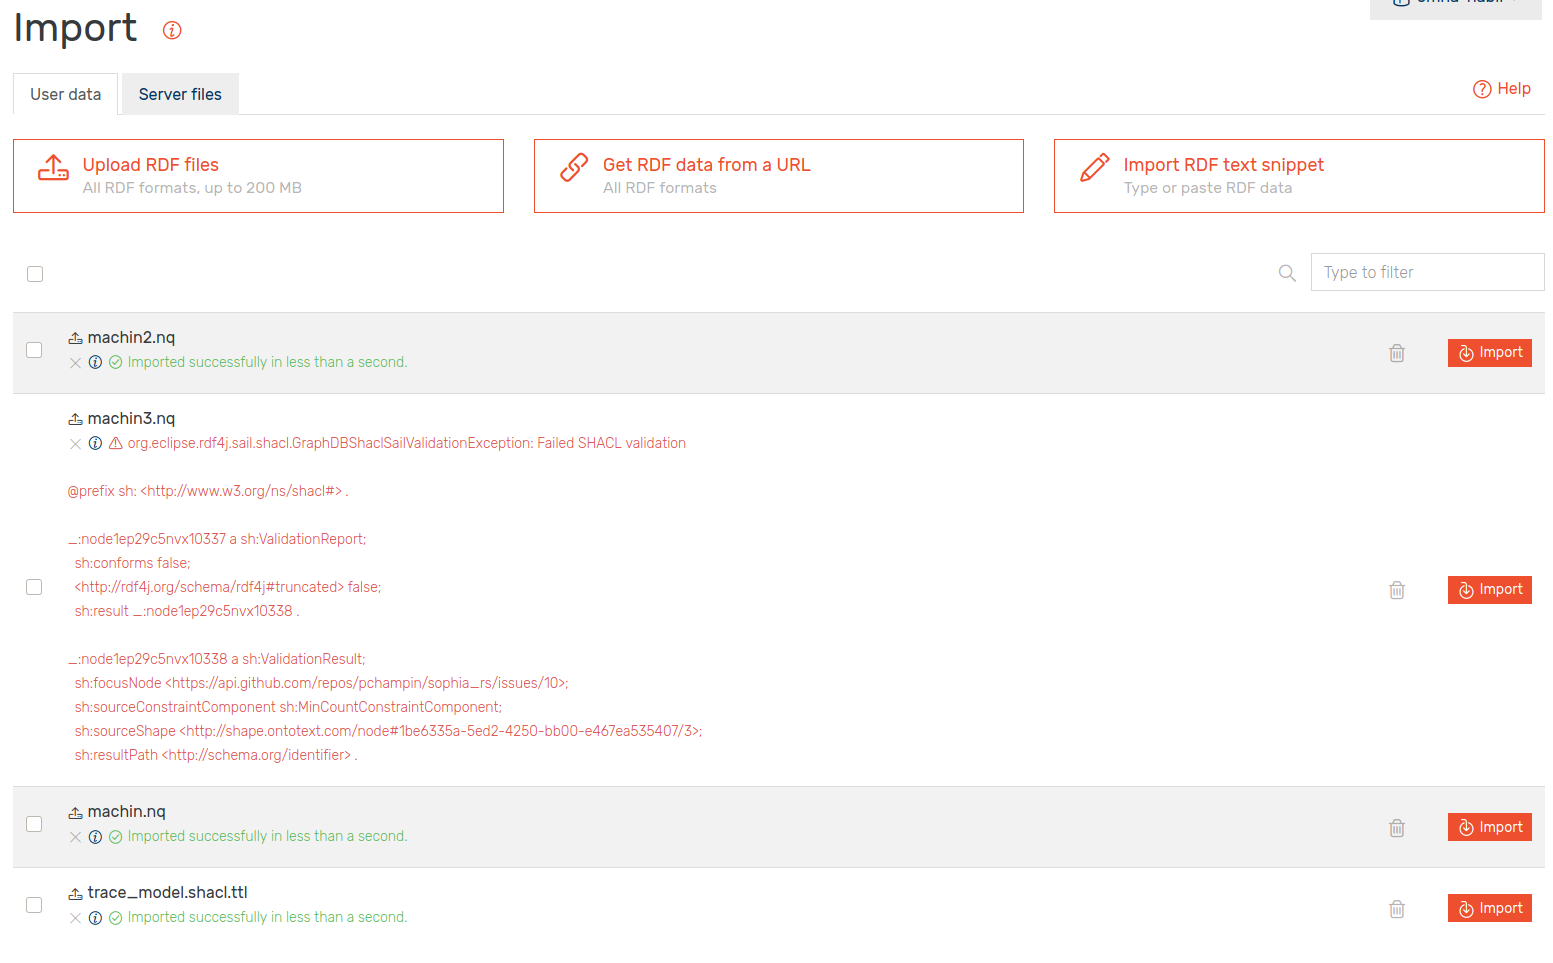 Import
User data
Server files
Help
Upload RDF files
All RDF formats, up to 200 MB
Get RDF data from a URL
All RDF formats
Import RDF text snippet
Type or paste RDF data
Type to filter
machin2.nq
Imported successfully in less than a second.
Import
machin3.nq
org.eclipse.rdf4j.sail.shacl.GraphDBShaclSailValidationException: Failed SHACL validation
@prefix sh: <http://www.w3.org/ns/shacl#> .
_:node1ep29c5nvx10337 a sh:ValidationReport;
sh:conforms false;
<http://rdf4j.org/schema/rdf4j#truncated> false;
sh:result _:node1ep29c5nvx10338 .
_:node1ep29c5nvx10338 a sh:ValidationResult;
sh:focusNode <https://api.github.com/repos/pchampin/sophia_rs/issues/10>;
sh:sourceConstraintComponent sh:MinCountConstraintComponent;
sh:sourceShape <http://shape.ontotext.com/node#1be6335a-5ed2-4250-bb00-e467ea535407/3>;
sh:resultPath <http://schema.org/identifier> .
Import
machin.nq
Imported successfully in less than a second.
Import
trace_model.shacl.ttl
Imported successfully in less than a second.
Import